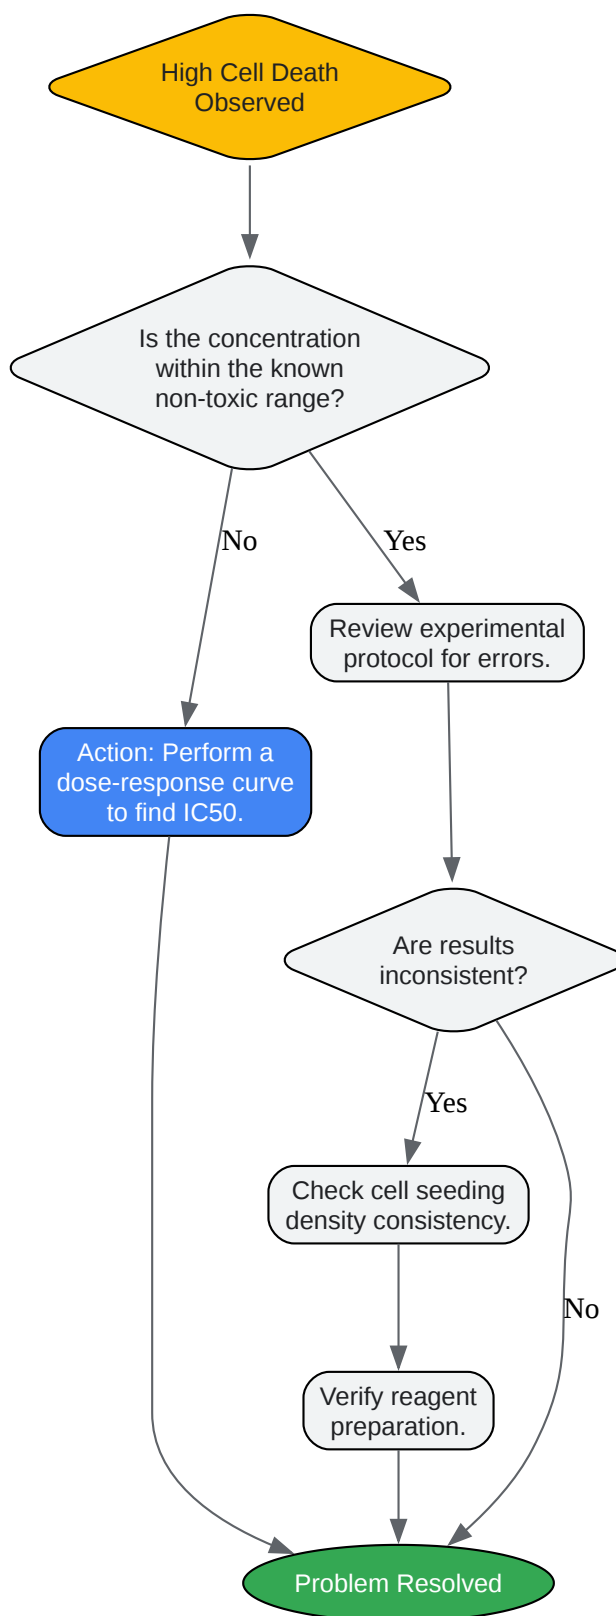 High Cell Death
Observed
Is the concentration
within the known
non-toxic range?
No
Yes
Review experimental
protocol for errors.
Action: Perform a
dose-response curve
to find IC50.
Are results
inconsistent?
Yes
Check cell seeding
density consistency.
No
Verify reagent
preparation.
Problem Resolved